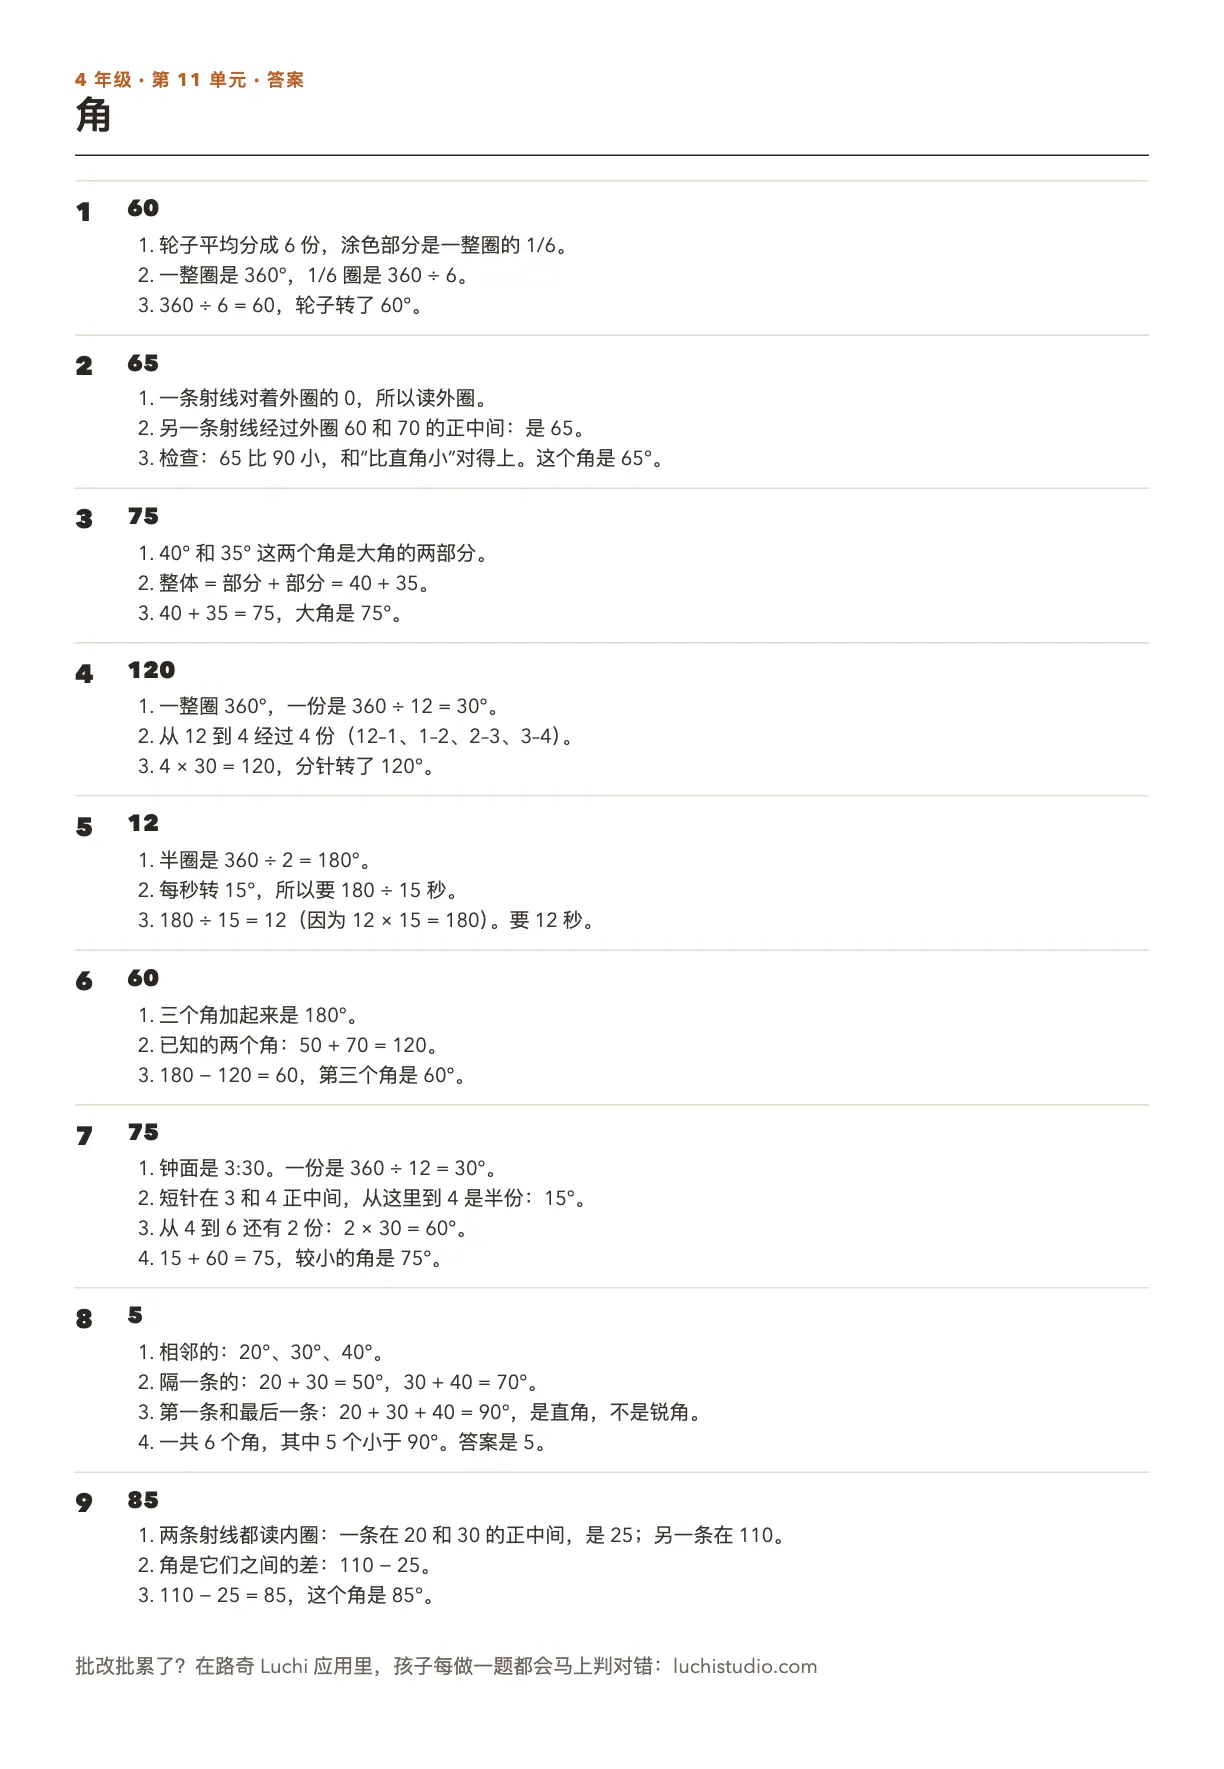 4 年级·第 11 单元·答案
角
1
60
1. 轮子平均分成 6 份，涂色部分是一整圈的 1/6。
2. 一整圈是 360°，1/6 圈是 360 ÷ 6。
3. 360 ÷ 6 = 60，轮子转了 60°。
2
65
1. 一条射线对着外圈的 0，所以读外圈。
2. 另一条射线经过外圈 60 和 70 的正中间：是 65。
3. 检查：65 比 90 小，和"比直角小"对得上。这个角是 65°。
3
75
1. 40° 和 35° 这两个角是大角的两部分。
2. 整体 = 部分 + 部分 = 40 + 35。
3. 40 + 35 = 75，大角是 75°。
4
120
1. 一整圈 360°，一份是 360 ÷ 12 = 30°。
2. 从 12 到 4 经过 4 份（12–1、1–2、2–3、3–4）。
3. 4 × 30 = 120，分针转了 120°。
5
12
1. 半圈是 360 ÷ 2 = 180°。
2. 每秒转 15°，所以要 180 ÷ 15 秒。
3. 180 ÷ 15 = 12（因为 12 × 15 = 180）。要 12 秒。
6
60
1. 三个角加起来是 180°。
2. 已知的两个角：50 + 70 = 120。
3. 180 − 120 = 60，第三个角是 60°。
7
75
1. 钟面是 3:30。一份是 360 ÷ 12 = 30°。
2. 短针在 3 和 4 正中间，从这里到 4 是半份：15°。
3. 从 4 到 6 还有 2 份：2 × 30 = 60°。
4. 15 + 60 = 75，较小的角是 75°。
8
5
1. 相邻的：20°、30°、40°。
2. 隔一条的：20 + 30 = 50°，30 + 40 = 70°。
3. 第一条和最后一条：20 + 30 + 40 = 90°，是直角，不是锐角。
4. 一共 6 个角，其中 5 个小于 90°。答案是 5。
9
85
1. 两条射线都读内圈：一条在 20 和 30 的正中间，是 25；另一条在 110。
2. 角是它们之间的差：110 − 25。
3. 110 − 25 = 85，这个角是 85°。
批改批累了？在路奇 Luchi 应用里，孩子每做一题都会马上判对错：luchistudio.com